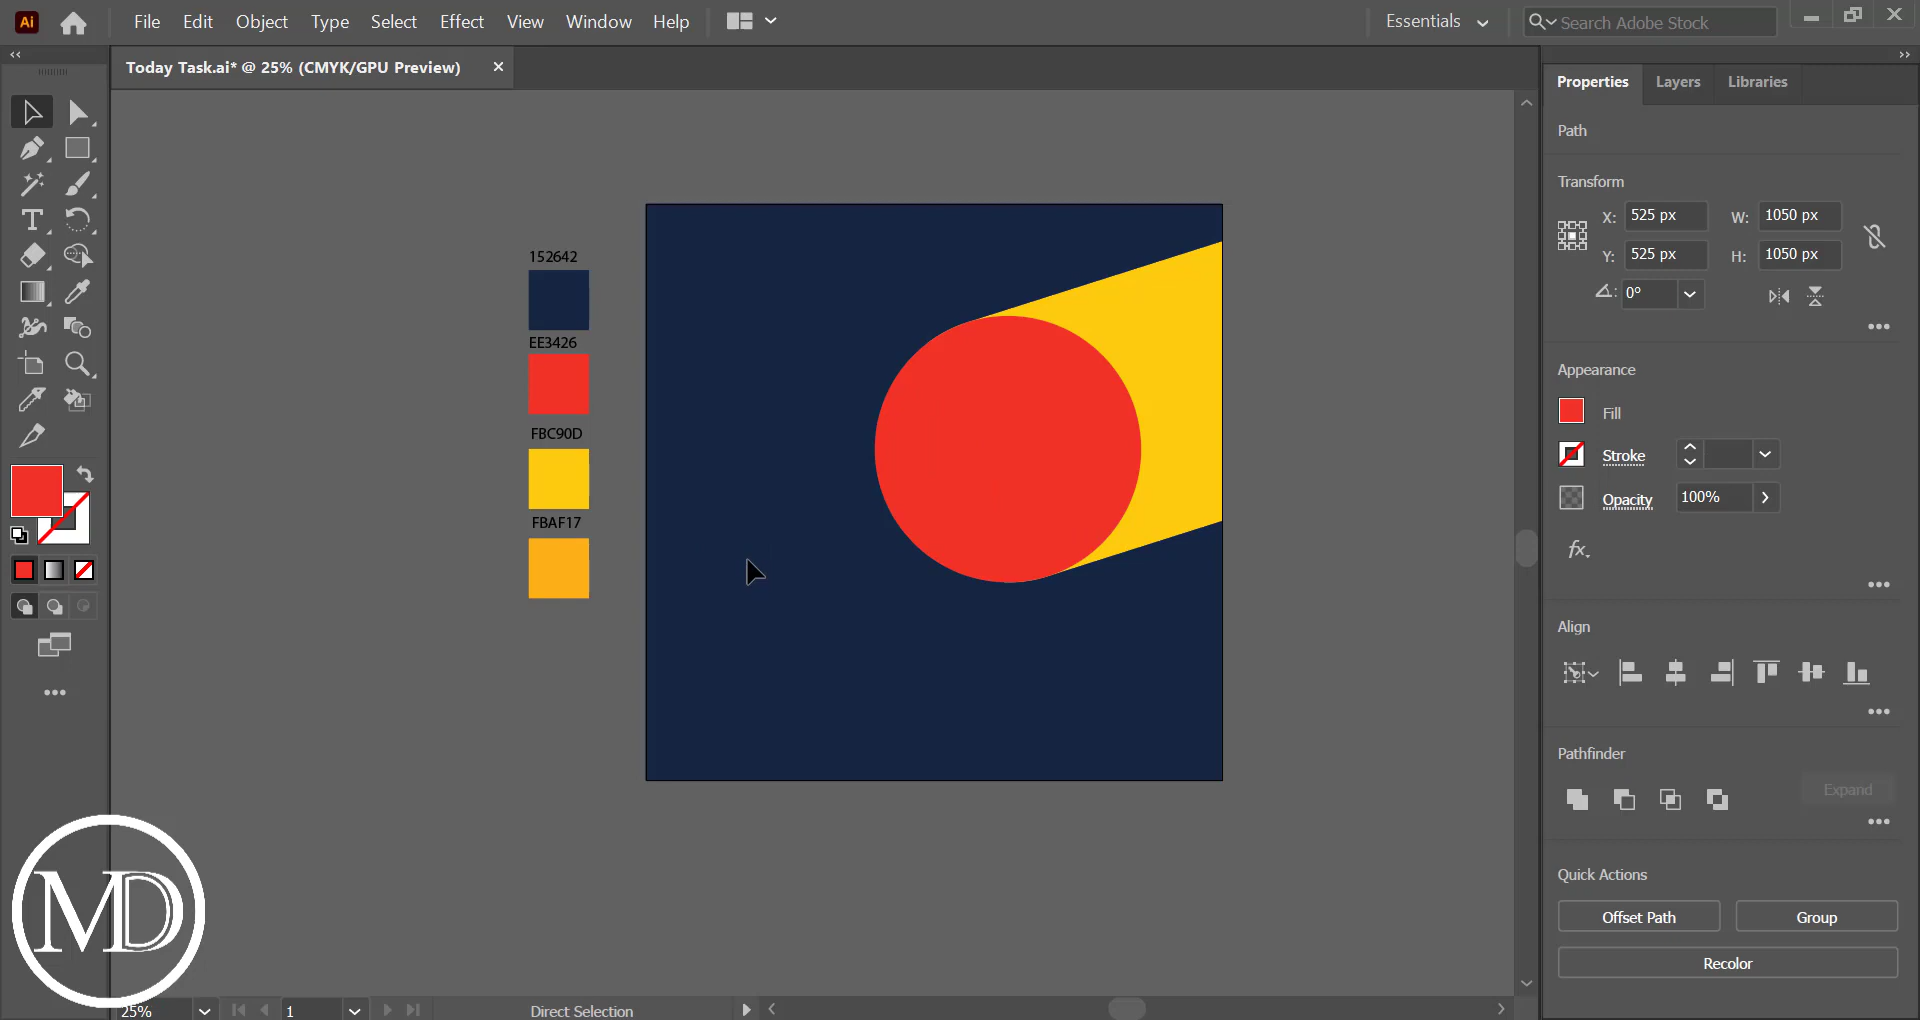 Ai File Edit Object Type Select Effect View Window Help Essentials Search Adobe Stock
Today Task.ai* @ 25% (CMYK/GPU Preview)
Properties Layers Libraries
Path
Transform
X: 525 px W: 1050 px
Y: 525 px H: 1050 px
0°
Appearance
Fill
Stroke
Opacity 100%
fx.
Align
Pathfinder
Expand
Quick Actions
Offset Path Group
Recolor
152642
EE3426
FBC90D
FBAF17
MD
25% 1 Direct Selection